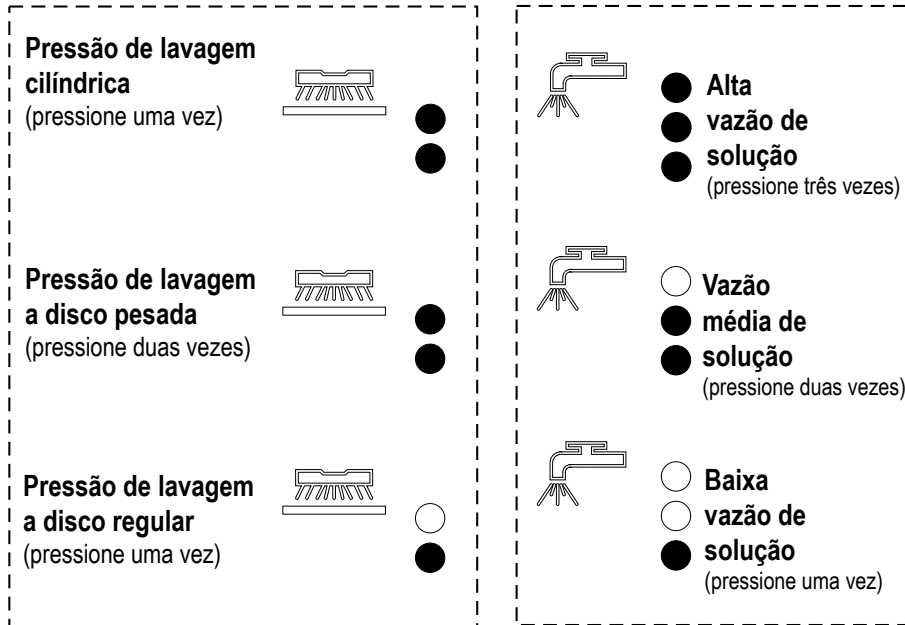 Pressão de lavagem
cilíndrica
(pressione uma vez)
Pressão de lavagem
a disco pesada
(pressione duas vezes)
Pressão de lavagem
a disco regular
(pressione uma vez)
Alta
vazão de
solução
(pressione três vezes)
Vazão
média de
solução
(pressione duas vezes)
Baixa
vazão de
solução
(pressione uma vez)